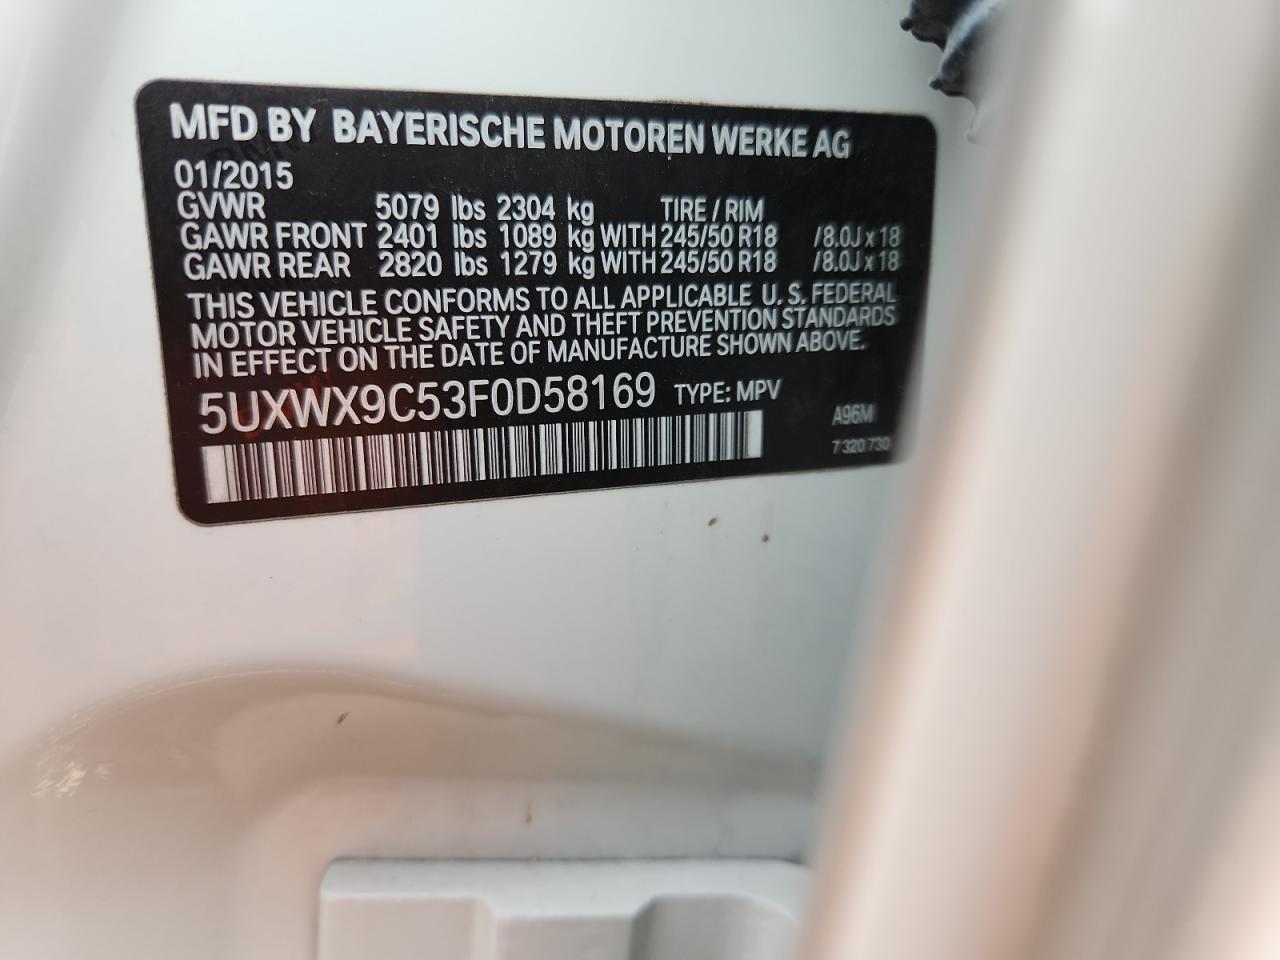 MFD BY BAYERISCHE MOTOREN WERKE AG
01/2015
GVWR 5079 lbs 2304 kg TIRE / RIM
GAWR FRONT 2401 lbs 1089 kg WITH 245/50 R18 / 8.0J x 18
GAWR REAR 2820 lbs 1279 kg WITH 245/50 R18 / 8.0J x 18
THIS VEHICLE CONFORMS TO ALL APPLICABLE U. S. FEDERAL
MOTOR VEHICLE SAFETY AND THEFT PREVENTION STANDARDS
IN EFFECT ON THE DATE OF MANUFACTURE SHOWN ABOVE.
5UXWX9C53F0D58169 TYPE: MPV
A96M
7 320 730